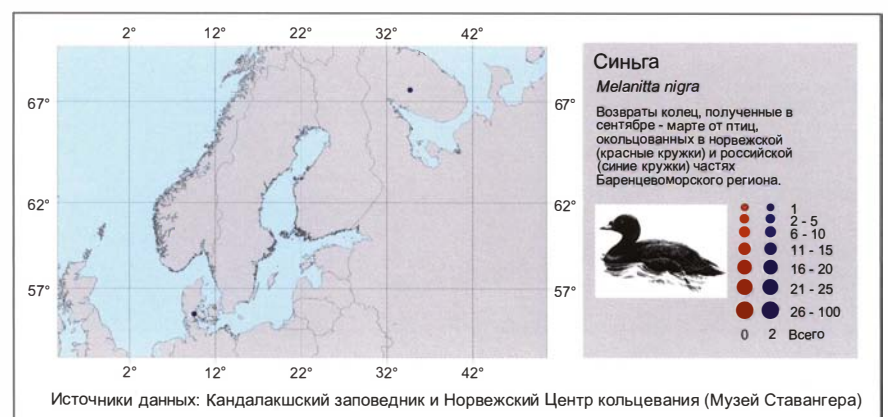 2° 12° 22° 32° 42°
67° 67°
62° 62°
57° 57°
2° 12° 22° 32° 42°
Синьга
Melanitta nigra
Возвраты колец, полученные в
сентябре - марте от птиц,
окольцованных в норвежской
(красные кружки) и российской
(синие кружки) частях
Баренцевоморского региона.
1
2 - 5
6 - 10
11 - 15
16 - 20
21 - 25
26 - 100
0 2 Всего
Источники данных: Кандалакшский заповедник и Норвежский Центр кольцевания (Музей Ставангера)